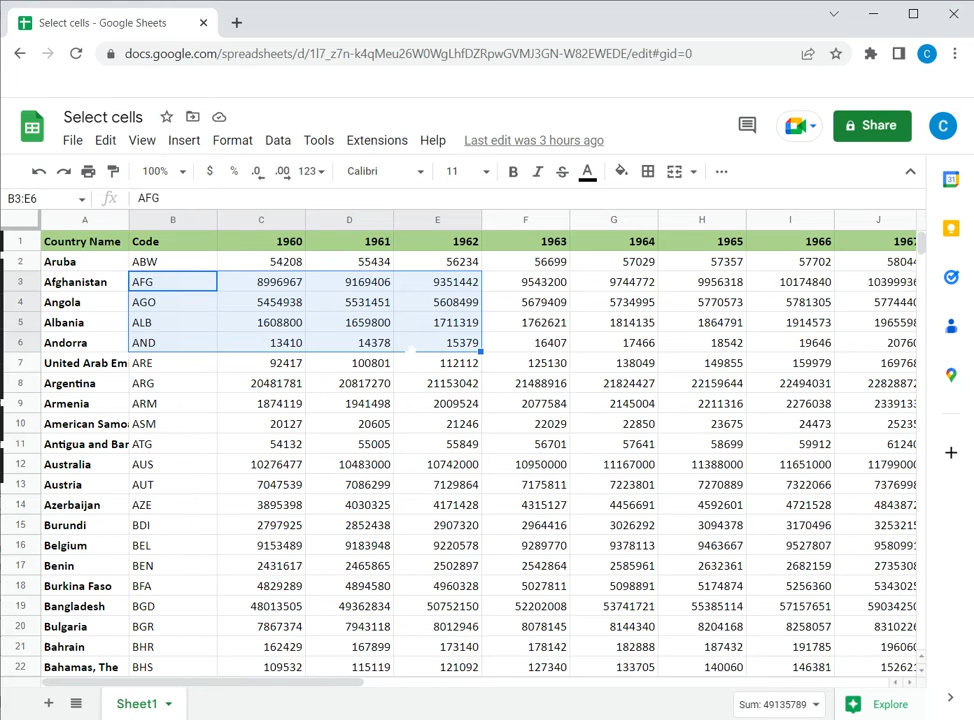 Select cells - Google Sheets
docs.google.com/spreadsheets/d/1l7_z7n-k4qMeu26W0WgLhfDZRpwGVMJ3GN-W82EWEDE/edit#gid=0
C
Select cells
File Edit View Insert Format Data Tools Extensions Help Last edit was 3 hours ago
Share
C
100% $ % .0 .00 123 Calibri 11 B I S A
31
B3:E6 fx AFG
A B C D E F G H I J
1 Country Name Code 1960 1961 1962 1963 1964 1965 1966 1967
2 Aruba ABW 54208 55434 56234 56699 57029 57357 57702 58044
3 Afghanistan AFG 8996967 9169406 9351442 9543200 9744772 9956318 10174840 10399936
4 Angola AGO 5454938 5531451 5608499 5679409 5734995 5770573 5781305 5774440
5 Albania ALB 1608800 1659800 1711319 1762621 1814135 1864791 1914573 1965598
6 Andorra AND 13410 14378 15379 16407 17466 18542 19646 20760
7 United Arab Em ARE 92417 100801 112112 125130 138049 149855 159979 169768
8 Argentina ARG 20481781 20817270 21153042 21488916 21824427 22159644 22494031 22828872
9 Armenia ARM 1874119 1941498 2009524 2077584 2145004 2211316 2276038 2339133
10 American Samoa ASM 20127 20605 21246 22029 22850 23675 24473 25235
11 Antigua and Bar ATG 54132 55005 55849 56701 57641 58699 59912 61240
12 Australia AUS 10276477 10483000 10742000 10950000 11167000 11388000 11651000 11799000
13 Austria AUT 7047539 7086299 7129864 7175811 7223801 7270889 7322066 7376998
14 Azerbaijan AZE 3895398 4030325 4171428 4315127 4456691 4592601 4721528 4843872
15 Burundi BDI 2797925 2852438 2907320 2964416 3026292 3094378 3170496 3253215
16 Belgium BEL 9153489 9183948 9220578 9289770 9378113 9463667 9527807 9580991
17 Benin BEN 2431617 2465865 2502897 2542864 2585961 2632361 2682159 2735308
18 Burkina Faso BFA 4829289 4894580 4960328 5027811 5098891 5174874 5256360 5343025
19 Bangladesh BGD 48013505 49362834 50752150 52202008 53741721 55385114 57157651 59034250
20 Bulgaria BGR 7867374 7943118 8012946 8078145 8144340 8204168 8258057 8310226
21 Bahrain BHR 162429 167899 173140 178142 182888 187432 191785 196060
22 Bahamas, The BHS 109532 115119 121092 127340 133705 140060 146381 152621
Sheet1
Sum: 49135789
Explore